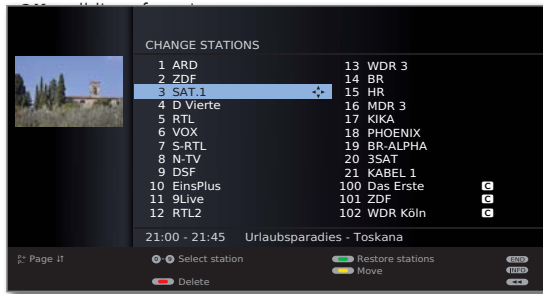 CHANGE STATIONS
1 ARD
2 ZDF
3 SAT.1
4 D Vierte
5 RTL
6 VOX
7 S-RTL
8 N-TV
9 DSF
10 EinsPlus
11 9Live
12 RTL2
13 WDR 3
14 BR
15 HR
16 MDR 3
17 KIKA
18 PHOENIX
19 BR-ALPHA
20 3SAT
21 KABEL 1
100 Das Erste C
101 ZDF C
102 WDR Köln C
21:00 - 21:45 Urlaubsparadies - Toskana
P+ P- Page ↓↑
0-9 Select station
Delete
Restore stations
Move
END
INFO